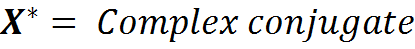 X* = Complex conjugate